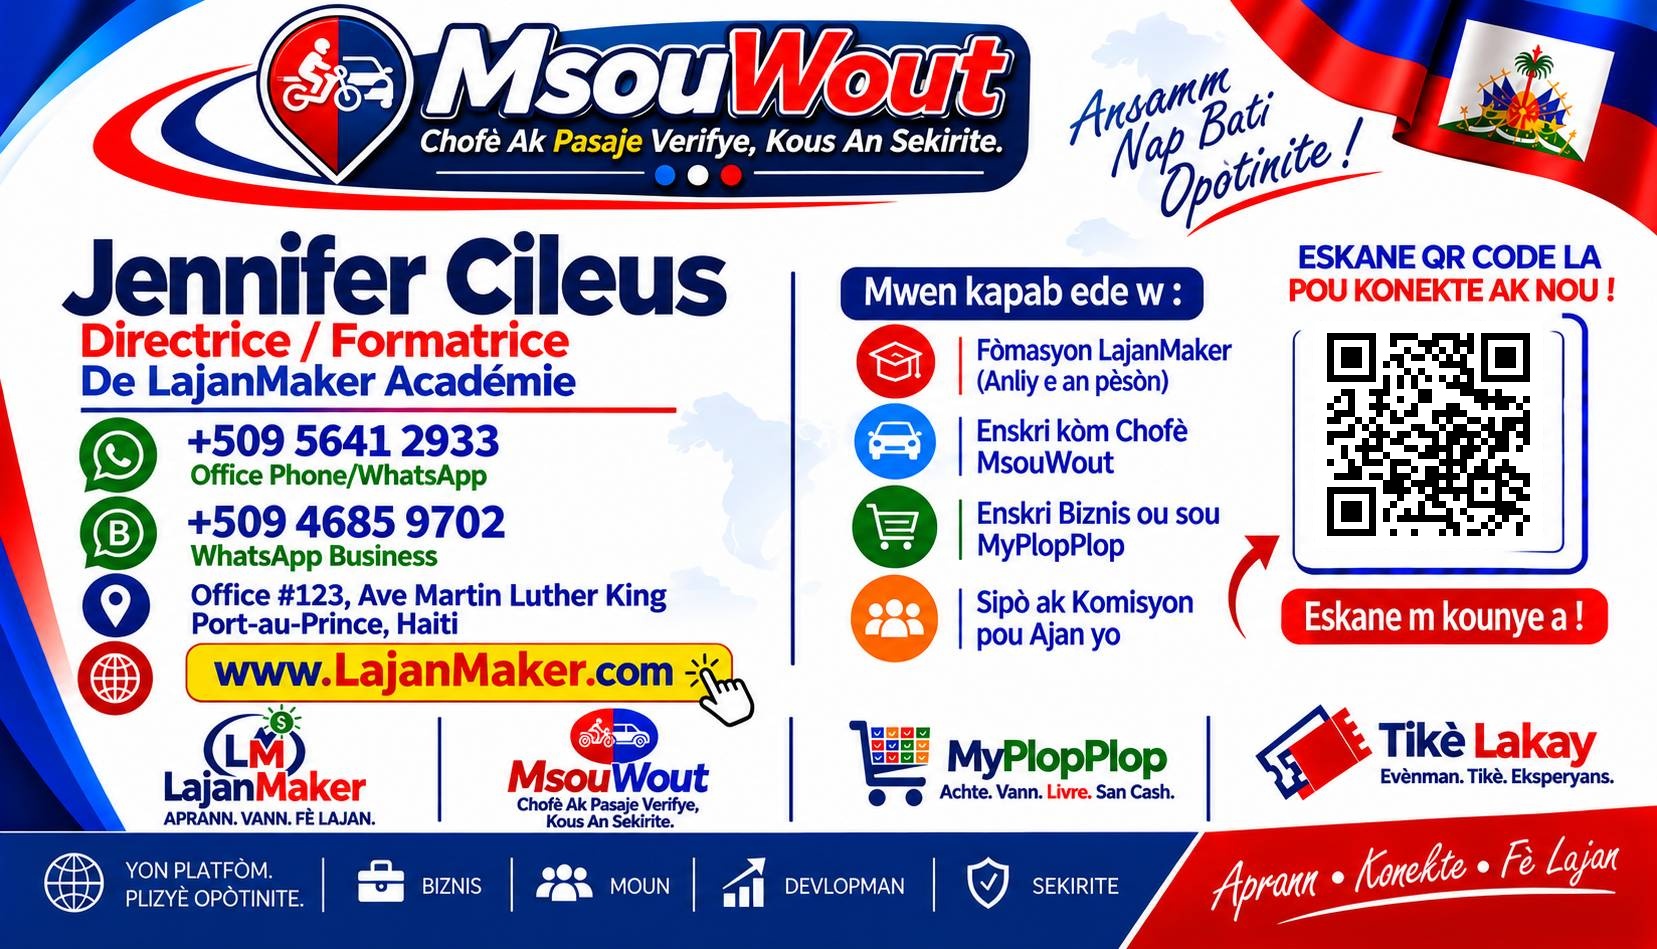 MsouWout
Chofè Ak Pasaje Verifye, Kous An Sekirite.
Ansamm
Nap Bati
Opòtinite !
Jennifer Cileus
Directrice / Formatrice
De LajanMaker Académie
+509 5641 2933
Office Phone/WhatsApp
B
+509 4685 9702
WhatsApp Business
Office #123, Ave Martin Luther King
Port-au-Prince, Haiti
www.LajanMaker.com
Mwen kapab ede w :
Fòmasyon LajanMaker
(Anliy e an pèsòn)
Enskri kòm Chofè
MsouWout
Enskri Biznis ou sou
MyPlopPlop
Sipò ak Komisyon
pou Ajan yo
ESKANE QR CODE LA
POU KONEKTE AK NOU !
Eskane m kounye a !
$
LM
LajanMaker
APRANN. VANN. FÈ LAJAN.
MsouWout
Chofè Ak Pasaje Verifye,
Kous An Sekirite.
MyPlopPlop
Achte. Vann. Livre. San Cash.
Tikè Lakay
Evènman. Tikè. Eksperyans.
YON PLATFÒM.
PLIZYÈ OPÒTINITE.
BIZNIS
MOUN
DEVLOPMAN
SEKIRITE
Aprann • Konekte • Fè Lajan